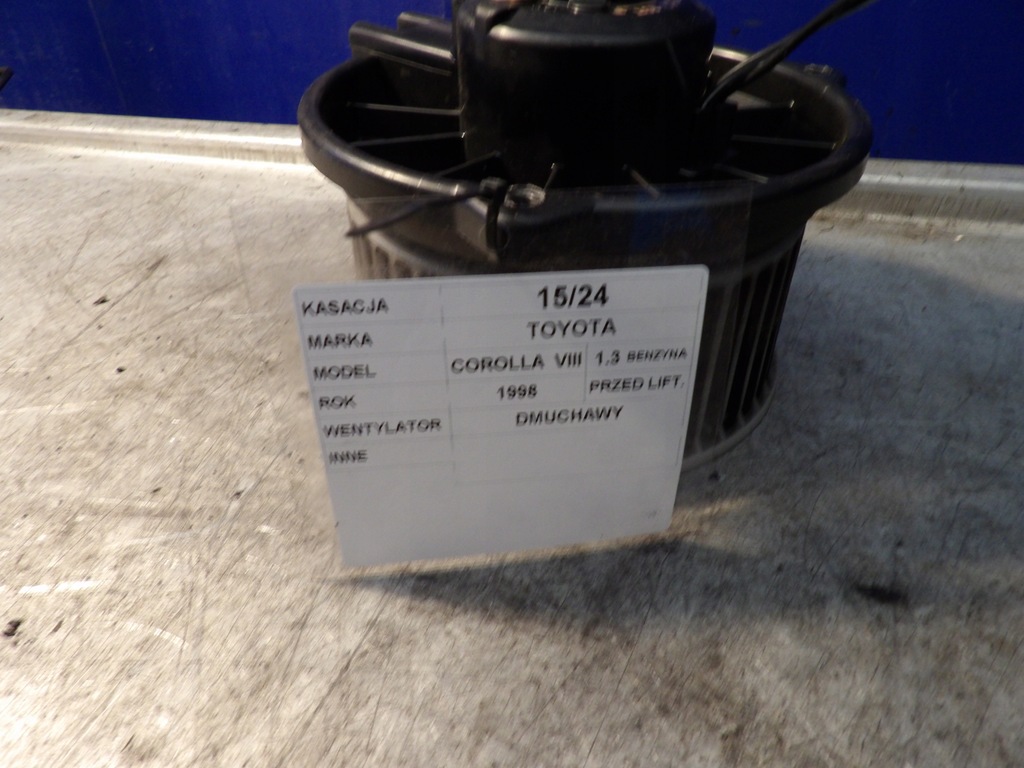 KASACJA 15/24
MARKA TOYOTA
MODEL COROLLA VIII 1.3 BENZYNA
ROK 1998 PRZED LIFT.
WENTYLATOR DMUCHAWY
INNE